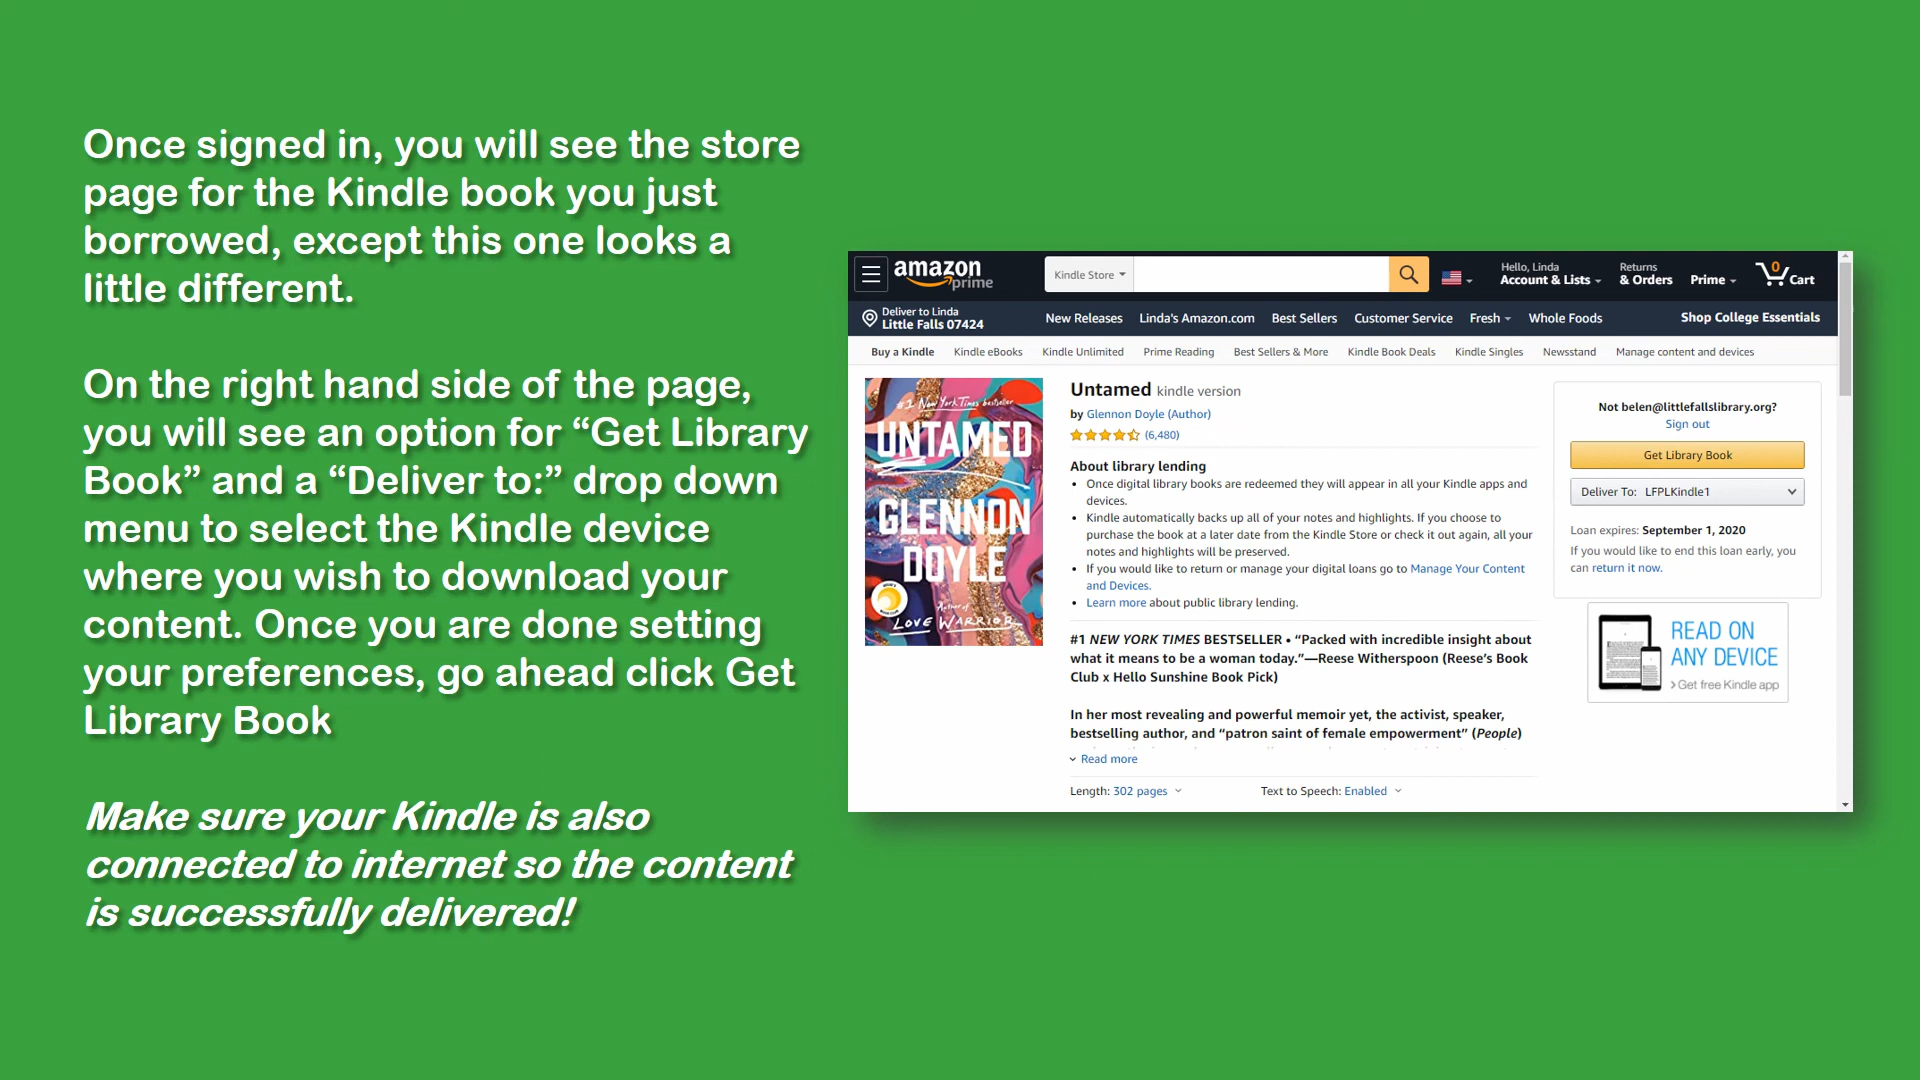 Once signed in, you will see the store
page for the Kindle book you just
borrowed, except this one looks a
little different.
On the right hand side of the page,
you will see an option for “Get Library
Book” and a “Deliver to:” drop down
menu to select the Kindle device
where you wish to download your
content. Once you are done setting
your preferences, go ahead click Get
Library Book
Make sure your Kindle is also
connected to internet so the content
is successfully delivered!
amazon prime
Kindle Store
Hello, Linda
Account & Lists
Returns
& Orders
Prime
0
Cart
Deliver to Linda
Little Falls 07424
New Releases Linda's Amazon.com Best Sellers Customer Service Fresh Whole Foods
Shop College Essentials
Buy a Kindle Kindle eBooks Kindle Unlimited Prime Reading Best Sellers & More Kindle Book Deals Kindle Singles Newsstand Manage content and devices
#1 New York Times bestseller
UNTAMED
GLENNON
DOYLE
Author of
LOVE WARRIOR
Untamed kindle version
by Glennon Doyle (Author)
(6,480)
About library lending
• Once digital library books are redeemed they will appear in all your Kindle apps and
devices.
• Kindle automatically backs up all of your notes and highlights. If you choose to
purchase the book at a later date from the Kindle Store or check it out again, all your
notes and highlights will be preserved.
• If you would like to return or manage your digital loans go to Manage Your Content
and Devices.
• Learn more about public library lending.
#1 NEW YORK TIMES BESTSELLER • “Packed with incredible insight about
what it means to be a woman today.”—Reese Witherspoon (Reese’s Book
Club x Hello Sunshine Book Pick)
In her most revealing and powerful memoir yet, the activist, speaker,
bestselling author, and “patron saint of female empowerment” (People)
Read more
Length: 302 pages
Text to Speech: Enabled
Not belen@littlefallslibrary.org?
Sign out
Get Library Book
Deliver To: LFPLKindle1
Loan expires: September 1, 2020
If you would like to end this loan early, you
can return it now.
READ ON
ANY DEVICE
› Get free Kindle app